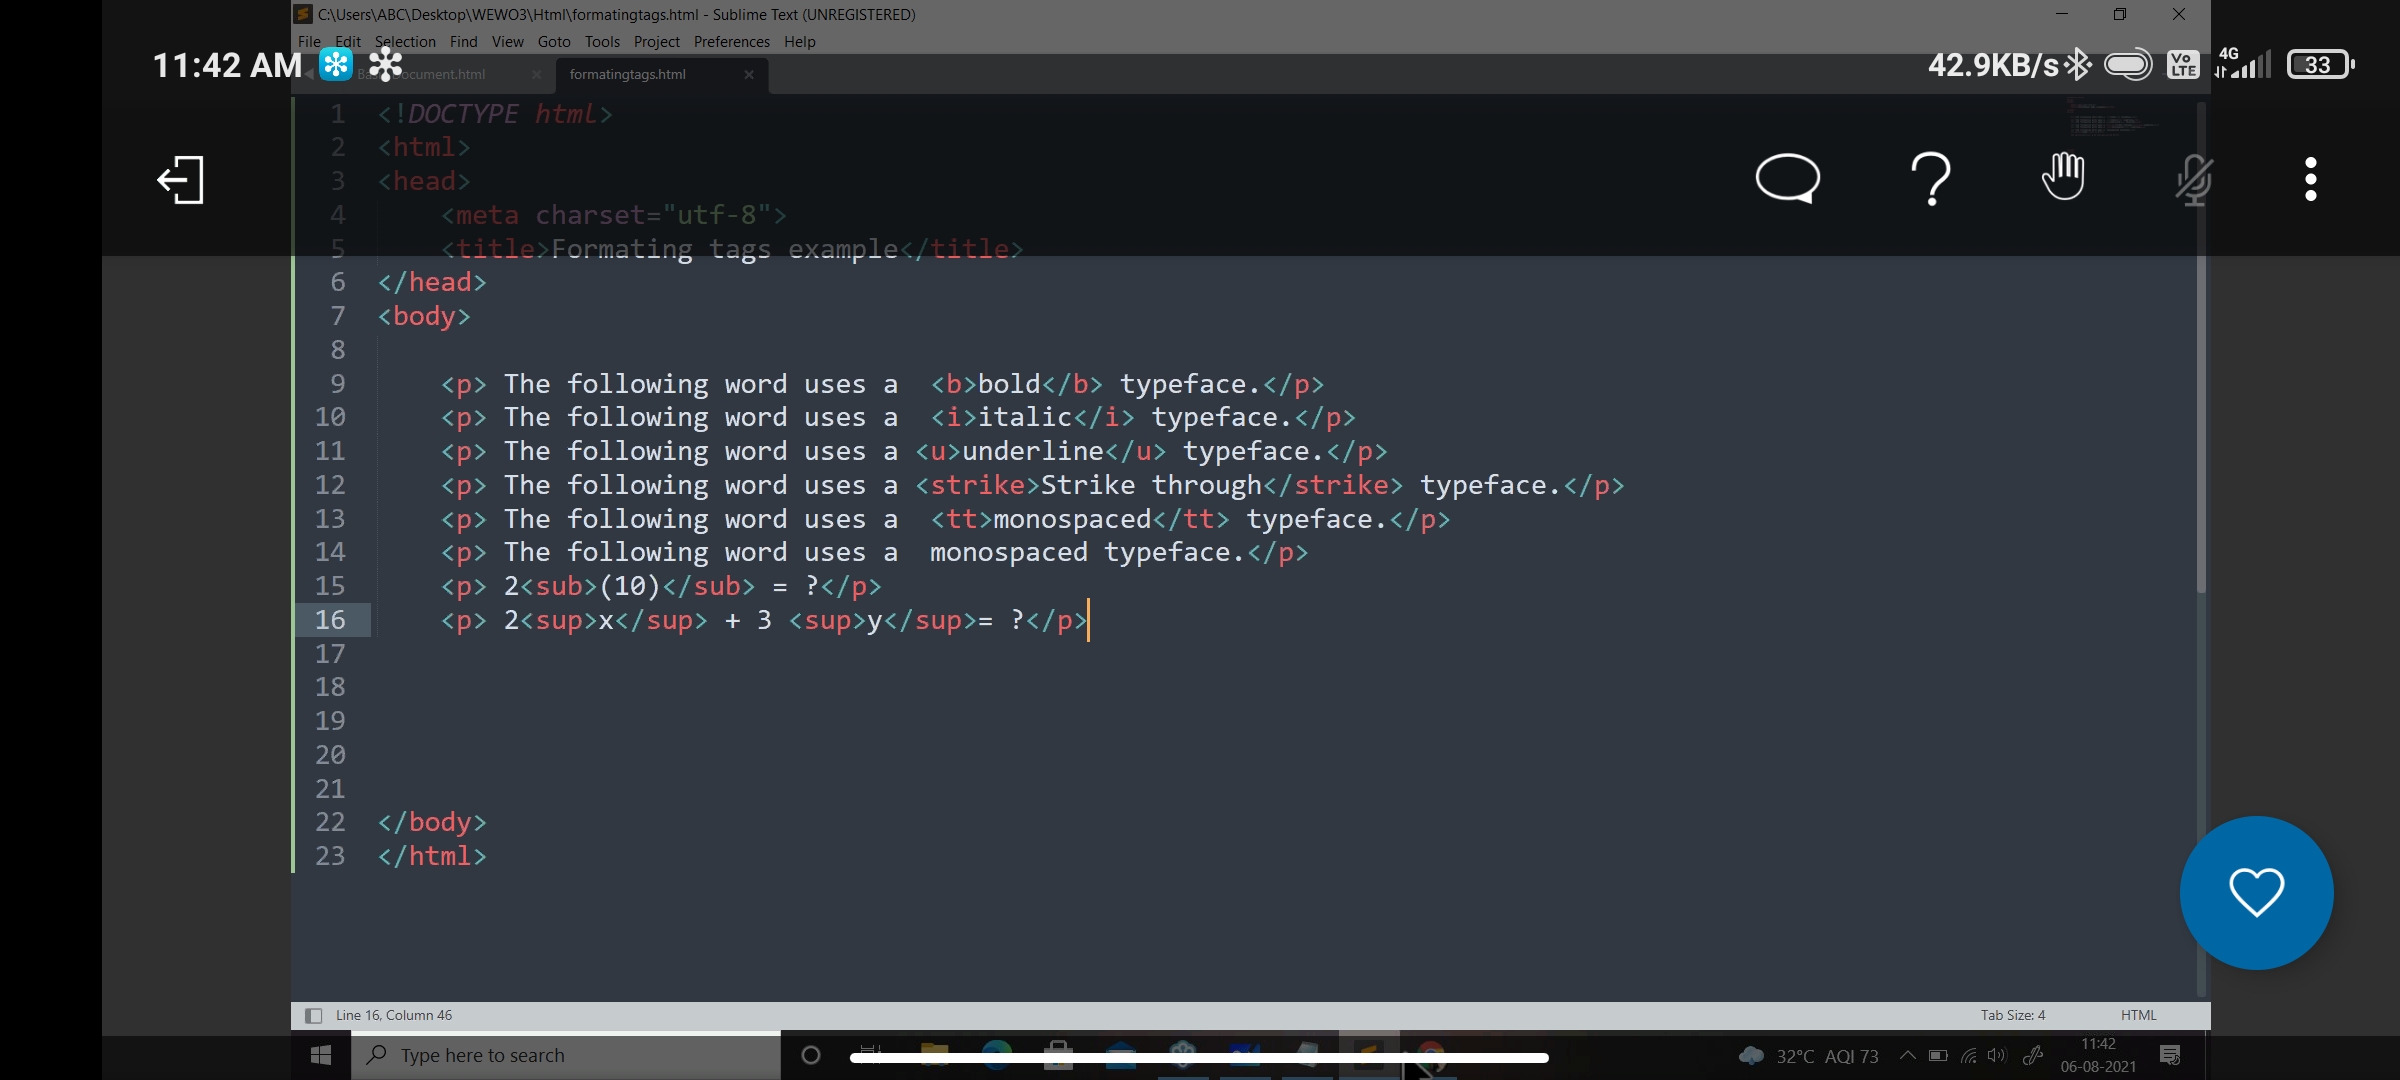 C:\Users\ABC\Desktop\WEWO3\Html\formatingtags.html - Sublime Text (UNREGISTERED)
File Edit Selection Find View Goto Tools Project Preferences Help
11:42 AM
42.9KB/s Vo LTE 4G 33
ocument.html formatingtags.html
1 <!DOCTYPE html>
2 <html>
3 <head>
4 <meta charset="utf-8">
5 <title>Formating tags example</title>
6 </head>
7 <body>
8
9 <p> The following word uses a  <b>bold</b> typeface.</p>
10 <p> The following word uses a  <i>italic</i> typeface.</p>
11 <p> The following word uses a <u>underline</u> typeface.</p>
12 <p> The following word uses a <strike>Strike through</strike> typeface.</p>
13 <p> The following word uses a  <tt>monospaced</tt> typeface.</p>
14 <p> The following word uses a  monospaced typeface.</p>
15 <p> 2<sub>(10)</sub> = ?</p>
16 <p> 2<sup>x</sup> + 3 <sup>y</sup>= ?</p>
17
18
19
20
21
22 </body>
23 </html>
Line 16, Column 46 Tab Size: 4 HTML
Type here to search 32°C AQI 73 11:42
06-08-2021